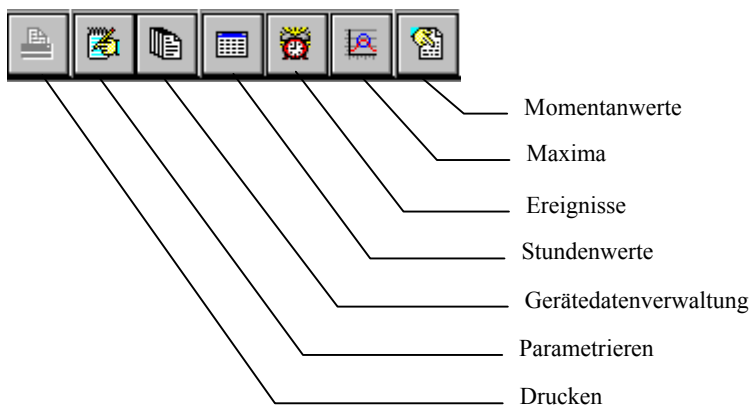 Momentanwerte
Maxima
Ereignisse
Stundenwerte
Gerätedatenverwaltung
Parametrieren
Drucken